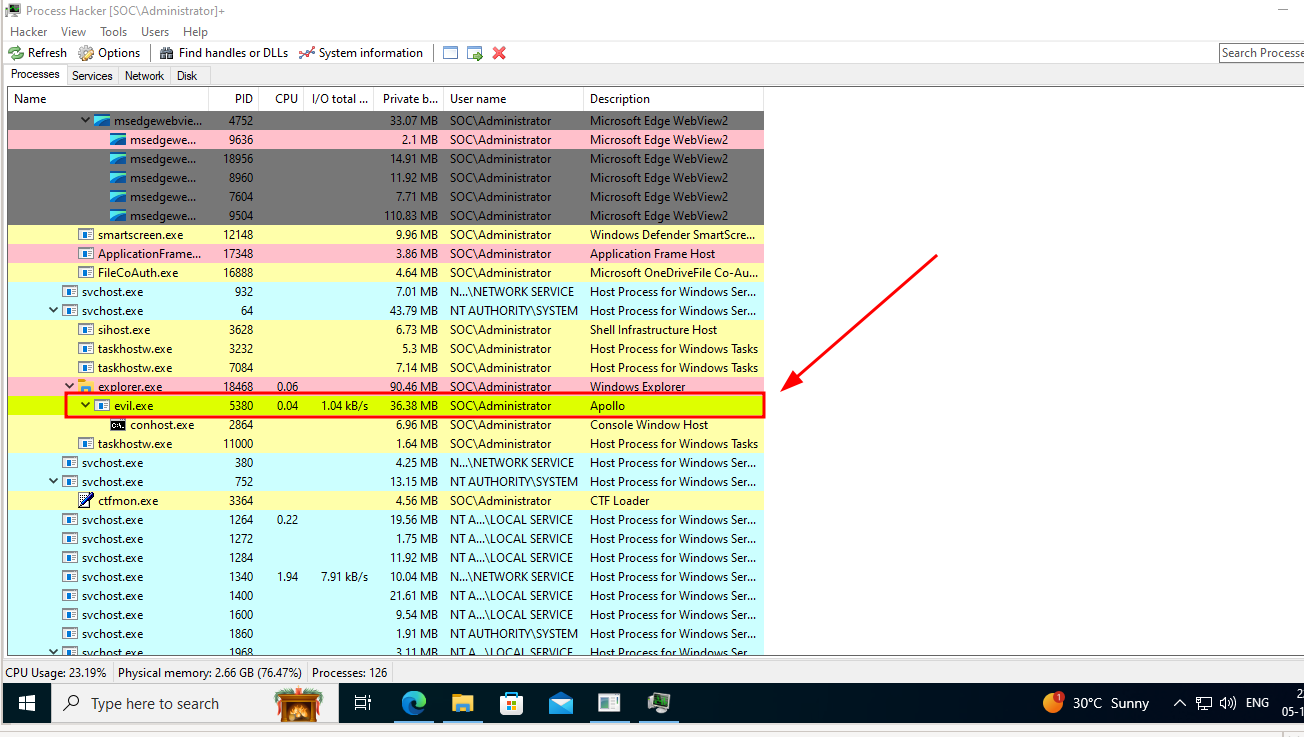 Process Hacker [SOC\Administrator]+
Hacker View Tools Users Help
Refresh Options Find handles or DLLs System information Search Processe
Processes Services Network Disk
Name PID CPU I/O total ... Private b... User name Description
msedgewebvie... 4752 33.07 MB SOC\Administrator Microsoft Edge WebView2
msedgewe... 9636 2.1 MB SOC\Administrator Microsoft Edge WebView2
msedgewe... 18956 14.91 MB SOC\Administrator Microsoft Edge WebView2
msedgewe... 8960 11.92 MB SOC\Administrator Microsoft Edge WebView2
msedgewe... 7604 7.71 MB SOC\Administrator Microsoft Edge WebView2
msedgewe... 9504 110.83 MB SOC\Administrator Microsoft Edge WebView2
smartscreen.exe 12148 9.96 MB SOC\Administrator Windows Defender SmartScre...
ApplicationFrame... 17348 3.86 MB SOC\Administrator Application Frame Host
FileCoAuth.exe 16888 4.64 MB SOC\Administrator Microsoft OneDriveFile Co-Au...
svchost.exe 932 7.01 MB N...\NETWORK SERVICE Host Process for Windows Ser...
svchost.exe 64 43.79 MB NT AUTHORITY\SYSTEM Host Process for Windows Ser...
sihost.exe 3628 6.73 MB SOC\Administrator Shell Infrastructure Host
taskhostw.exe 3232 5.3 MB SOC\Administrator Host Process for Windows Tasks
taskhostw.exe 7084 7.14 MB SOC\Administrator Host Process for Windows Tasks
explorer.exe 18468 0.06 90.46 MB SOC\Administrator Windows Explorer
evil.exe 5380 0.04 1.04 kB/s 36.38 MB SOC\Administrator Apollo
C:\. conhost.exe 2864 6.96 MB SOC\Administrator Console Window Host
taskhostw.exe 11000 1.64 MB SOC\Administrator Host Process for Windows Tasks
svchost.exe 380 4.25 MB N...\NETWORK SERVICE Host Process for Windows Ser...
svchost.exe 752 13.15 MB NT AUTHORITY\SYSTEM Host Process for Windows Ser...
ctfmon.exe 3364 4.56 MB SOC\Administrator CTF Loader
svchost.exe 1264 0.22 19.56 MB NT A...\LOCAL SERVICE Host Process for Windows Ser...
svchost.exe 1272 1.75 MB NT A...\LOCAL SERVICE Host Process for Windows Ser...
svchost.exe 1284 11.92 MB NT A...\LOCAL SERVICE Host Process for Windows Ser...
svchost.exe 1340 1.94 7.91 kB/s 10.04 MB N...\NETWORK SERVICE Host Process for Windows Ser...
svchost.exe 1400 21.61 MB NT A...\LOCAL SERVICE Host Process for Windows Ser...
svchost.exe 1600 9.54 MB NT A...\LOCAL SERVICE Host Process for Windows Ser...
svchost.exe 1860 1.91 MB NT AUTHORITY\SYSTEM Host Process for Windows Ser...
svchost.exe 1968 3.11 MB NT A...\LOCAL SERVICE Host Process for Windows Ser...
CPU Usage: 23.19% Physical memory: 2.66 GB (76.47%) Processes: 126
Type here to search 1 30°C Sunny ENG
05-1